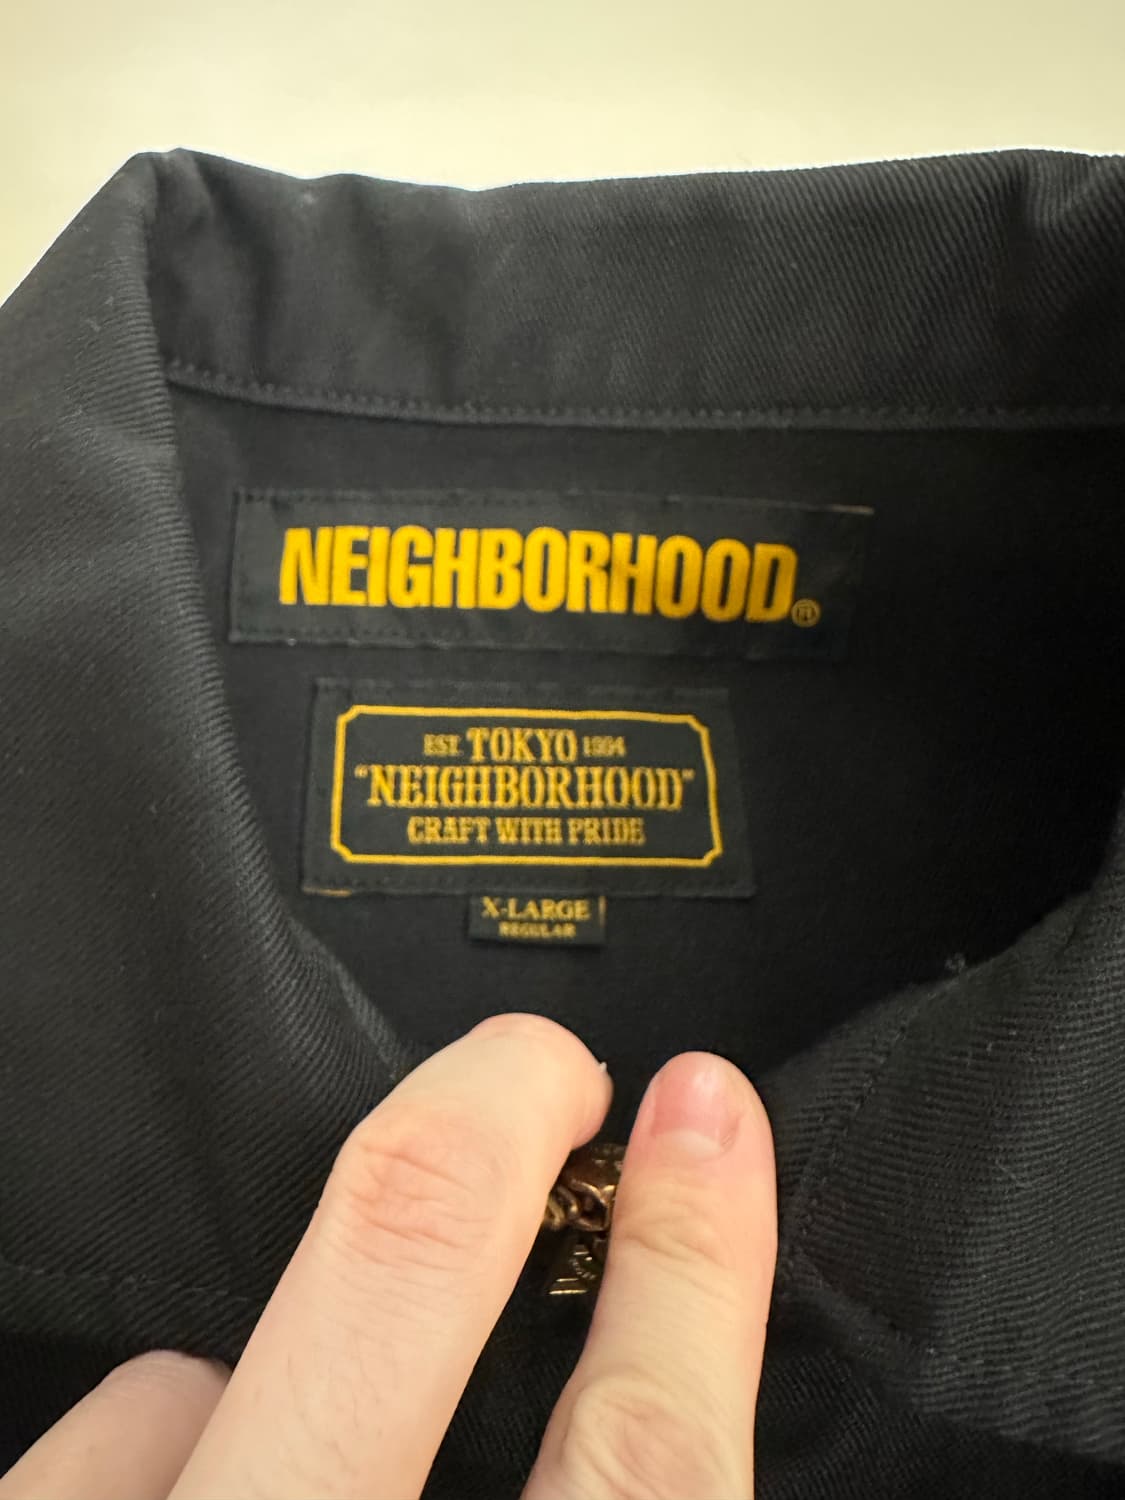 NEIGHBORHOOD®
EST. TOKYO 1994
"NEIGHBORHOOD"
CRAFT WITH PRIDE
X-LARGE
REGULAR